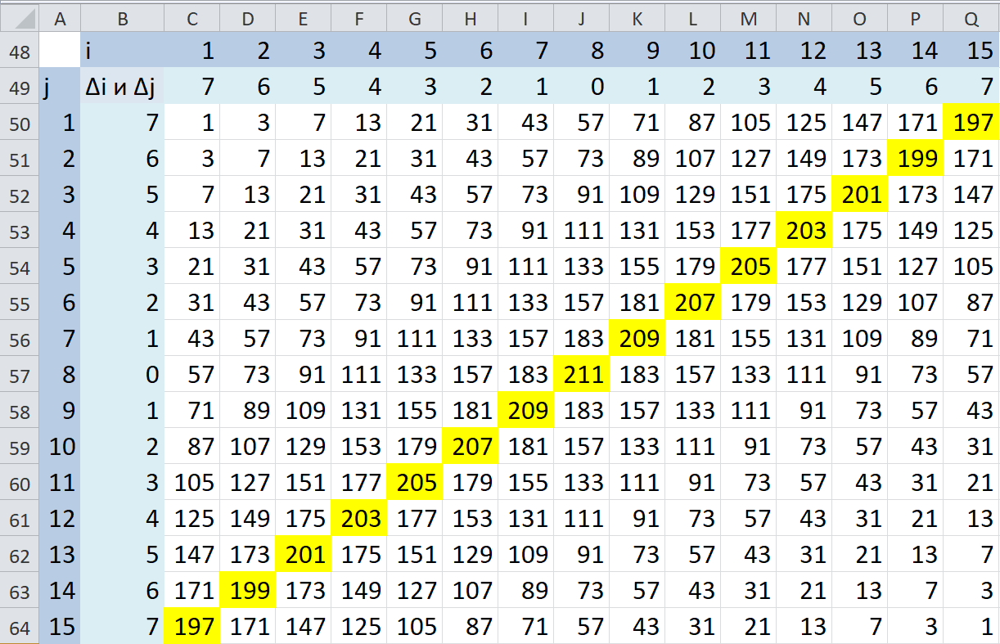 A B C D E F G H I J K L M N O P Q
48 i 1 2 3 4 5 6 7 8 9 10 11 12 13 14 15
49 j Δi и Δj 7 6 5 4 3 2 1 0 1 2 3 4 5 6 7
50 1 7 1 3 7 13 21 31 43 57 71 87 105 125 147 171 197
51 2 6 3 7 13 21 31 43 57 73 89 107 127 149 173 199 171
52 3 5 7 13 21 31 43 57 73 91 109 129 151 175 201 173 147
53 4 4 13 21 31 43 57 73 91 111 131 153 177 203 175 149 125
54 5 3 21 31 43 57 73 91 111 133 155 179 205 177 151 127 105
55 6 2 31 43 57 73 91 111 133 157 181 207 179 153 129 107 87
56 7 1 43 57 73 91 111 133 157 183 209 181 155 131 109 89 71
57 8 0 57 73 91 111 133 157 183 211 183 157 133 111 91 73 57
58 9 1 71 89 109 131 155 181 209 183 157 133 111 91 73 57 43
59 10 2 87 107 129 153 179 207 181 157 133 111 91 73 57 43 31
60 11 3 105 127 151 177 205 179 155 133 111 91 73 57 43 31 21
61 12 4 125 149 175 203 177 153 131 111 91 73 57 43 31 21 13
62 13 5 147 173 201 175 151 129 109 91 73 57 43 31 21 13 7
63 14 6 171 199 173 149 127 107 89 73 57 43 31 21 13 7 3
64 15 7 197 171 147 125 105 87 71 57 43 31 21 13 7 3 1